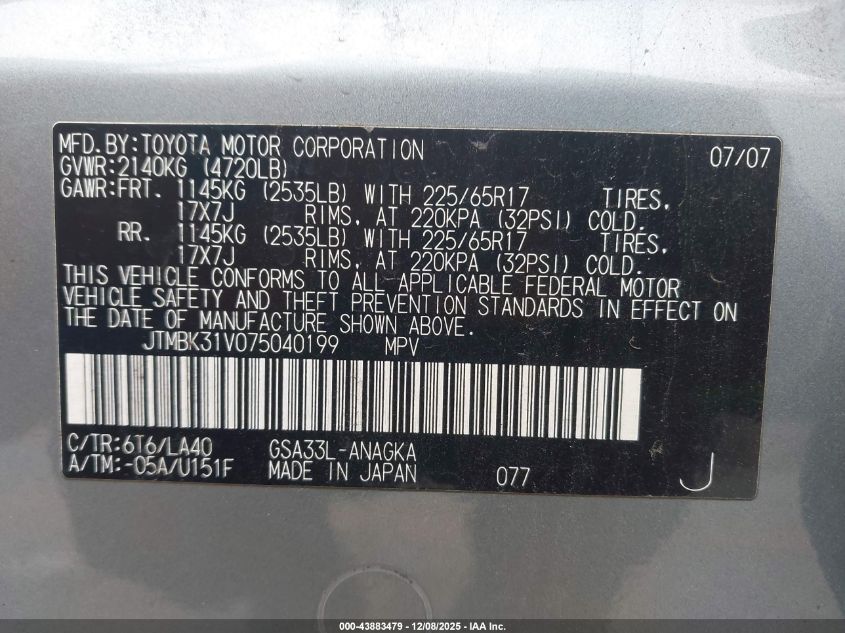 MFD.BY:TOYOTA MOTOR CORPORATION 07/07
GVWR:2140KG (4720LB)
GAWR:FRT. 1145KG (2535LB) WITH 225/65R17 TIRES,
17X7J RIMS, AT 220KPA (32PSI) COLD.
RR. 1145KG (2535LB) WITH 225/65R17 TIRES,
17X7J RIMS, AT 220KPA (32PSI) COLD.
THIS VEHICLE CONFORMS TO ALL APPLICABLE FEDERAL MOTOR
VEHICLE SAFETY AND THEFT PREVENTION STANDARDS IN EFFECT ON
THE DATE OF MANUFACTURE SHOWN ABOVE.
JTMBK31V075040199 MPV
C/TR:6T6/LA40 GSA33L-ANAGKA
A/TM:-05A/U151F MADE IN JAPAN 077 J
000-43883479 - 12/08/2025 - IAA Inc.